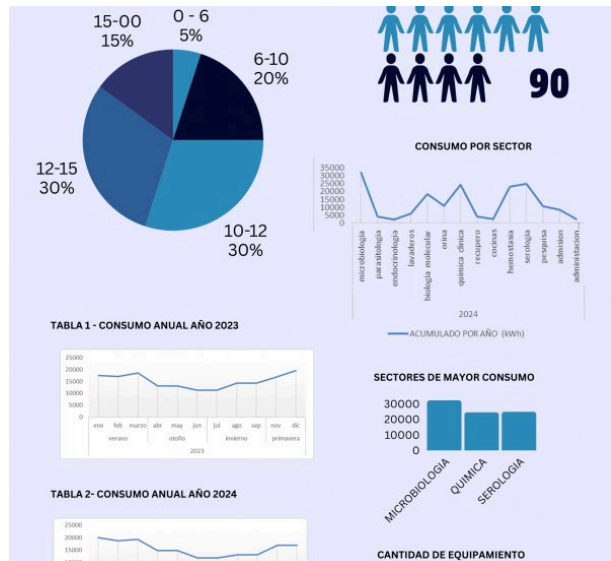 15-00
15%
0 - 6
5%
6-10
20%
12-15
30%
10-12
30%
90
CONSUMO POR SECTOR
35000
30000
25000
20000
15000
10000
5000
0
microbiologia
parasitologia
endocrinologia
lavaderos
biologia molecular
orina
quimica clinica
recupero
cocinas
hemostasia
serologia
pesquisa
admision
administacion ...
2024
ACUMULADO POR AÑO (kWh)
TABLA 1 - CONSUMO ANUAL AÑO 2023
25000
20000
15000
10000
5000
0
ene feb marzo abr may jun jul ago sep nov dic
verano otoño invierno primavera
2023
SECTORES DE MAYOR CONSUMO
30000
20000
10000
0
MICROBIOLOGIA
QUIMICA
SEROLOGIA
TABLA 2- CONSUMO ANUAL AÑO 2024
25000
20000
15000
CANTIDAD DE EQUIPAMIENTO